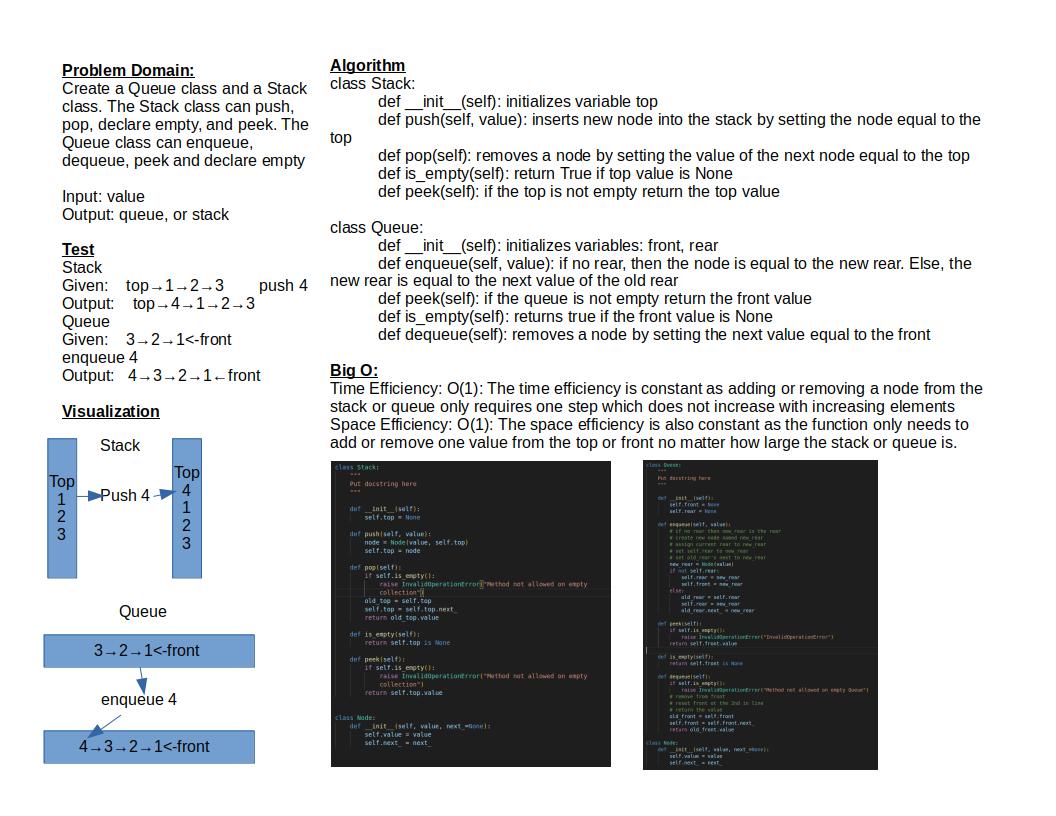 Problem Domain:
Create a Queue class and a Stack
class. The Stack class can push,
pop, declare empty, and peek. The
Queue class can enqueue,
dequeue, peek and declare empty
Input: value
Output: queue, or stack
Test
Stack
Given: top→1→2→3 push 4
Output: top→4→1→2→3
Queue
Given: 3→2→1<-front
enqueue 4
Output: 4→3→2→1←front
Visualization
Stack
Top
1
2
3
Push 4
Top
4
1
2
3
Queue
3→2→1<-front
enqueue 4
4→3→2→1<-front
Algorithm
class Stack:
def __init__(self): initializes variable top
def push(self, value): inserts new node into the stack by setting the node equal to the
top
def pop(self): removes a node by setting the value of the next node equal to the top
def is_empty(self): return True if top value is None
def peek(self): if the top is not empty return the top value
class Queue:
def __init__(self): initializes variables: front, rear
def enqueue(self, value): if no rear, then the node is equal to the new rear. Else, the
new rear is equal to the next value of the old rear
def peek(self): if the queue is not empty return the front value
def is_empty(self): returns true if the front value is None
def dequeue(self): removes a node by setting the next value equal to the front
Big O:
Time Efficiency: O(1): The time efficiency is constant as adding or removing a node from the
stack or queue only requires one step which does not increase with increasing elements
Space Efficiency: O(1): The space efficiency is also constant as the function only needs to
add or remove one value from the top or front no matter how large the stack or queue is.
class Stack:
"""
Put docstring here
"""
def __init__(self):
self.top = None
def push(self, value):
node = Node(value, self.top)
self.top = node
def pop(self):
if self.is_empty():
raise InvalidOperationError("Method not allowed on empty
collection")
old_top = self.top
self.top = self.top.next_
return old_top.value
def is_empty(self):
return self.top is None
def peek(self):
if self.is_empty():
raise InvalidOperationError("Method not allowed on empty
collection")
return self.top.value
class Node:
def __init__(self, value, next_=None):
self.value = value
self.next_ = next_
class Queue:
"""
Put docstring here
"""
def __init__(self):
self.front = None
self.rear = None
def enqueue(self, value):
# if no rear then new_rear is the rear
# create new node named new_rear
# assign current rear to new_rear
# set self.rear to new_rear
# set old_rear's next to new_rear
new_rear = Node(value)
if not self.rear:
self.rear = new_rear
self.front = new_rear
else:
old_rear = self.rear
self.rear = new_rear
old_rear.next_ = new_rear
def peek(self):
if self.is_empty():
raise InvalidOperationError("InvalidOperationError")
return self.front.value
def is_empty(self):
return self.front is None
def dequeue(self):
if self.is_empty():
raise InvalidOperationError("Method not allowed on empty Queue")
# remove from front
# reset front at the 2nd in line
# return the value
old_front = self.front
self.front = self.front.next_
return old_front.value
class Node:
def __init__(self, value, next_=None):
self.value = value
self.next_ = next_